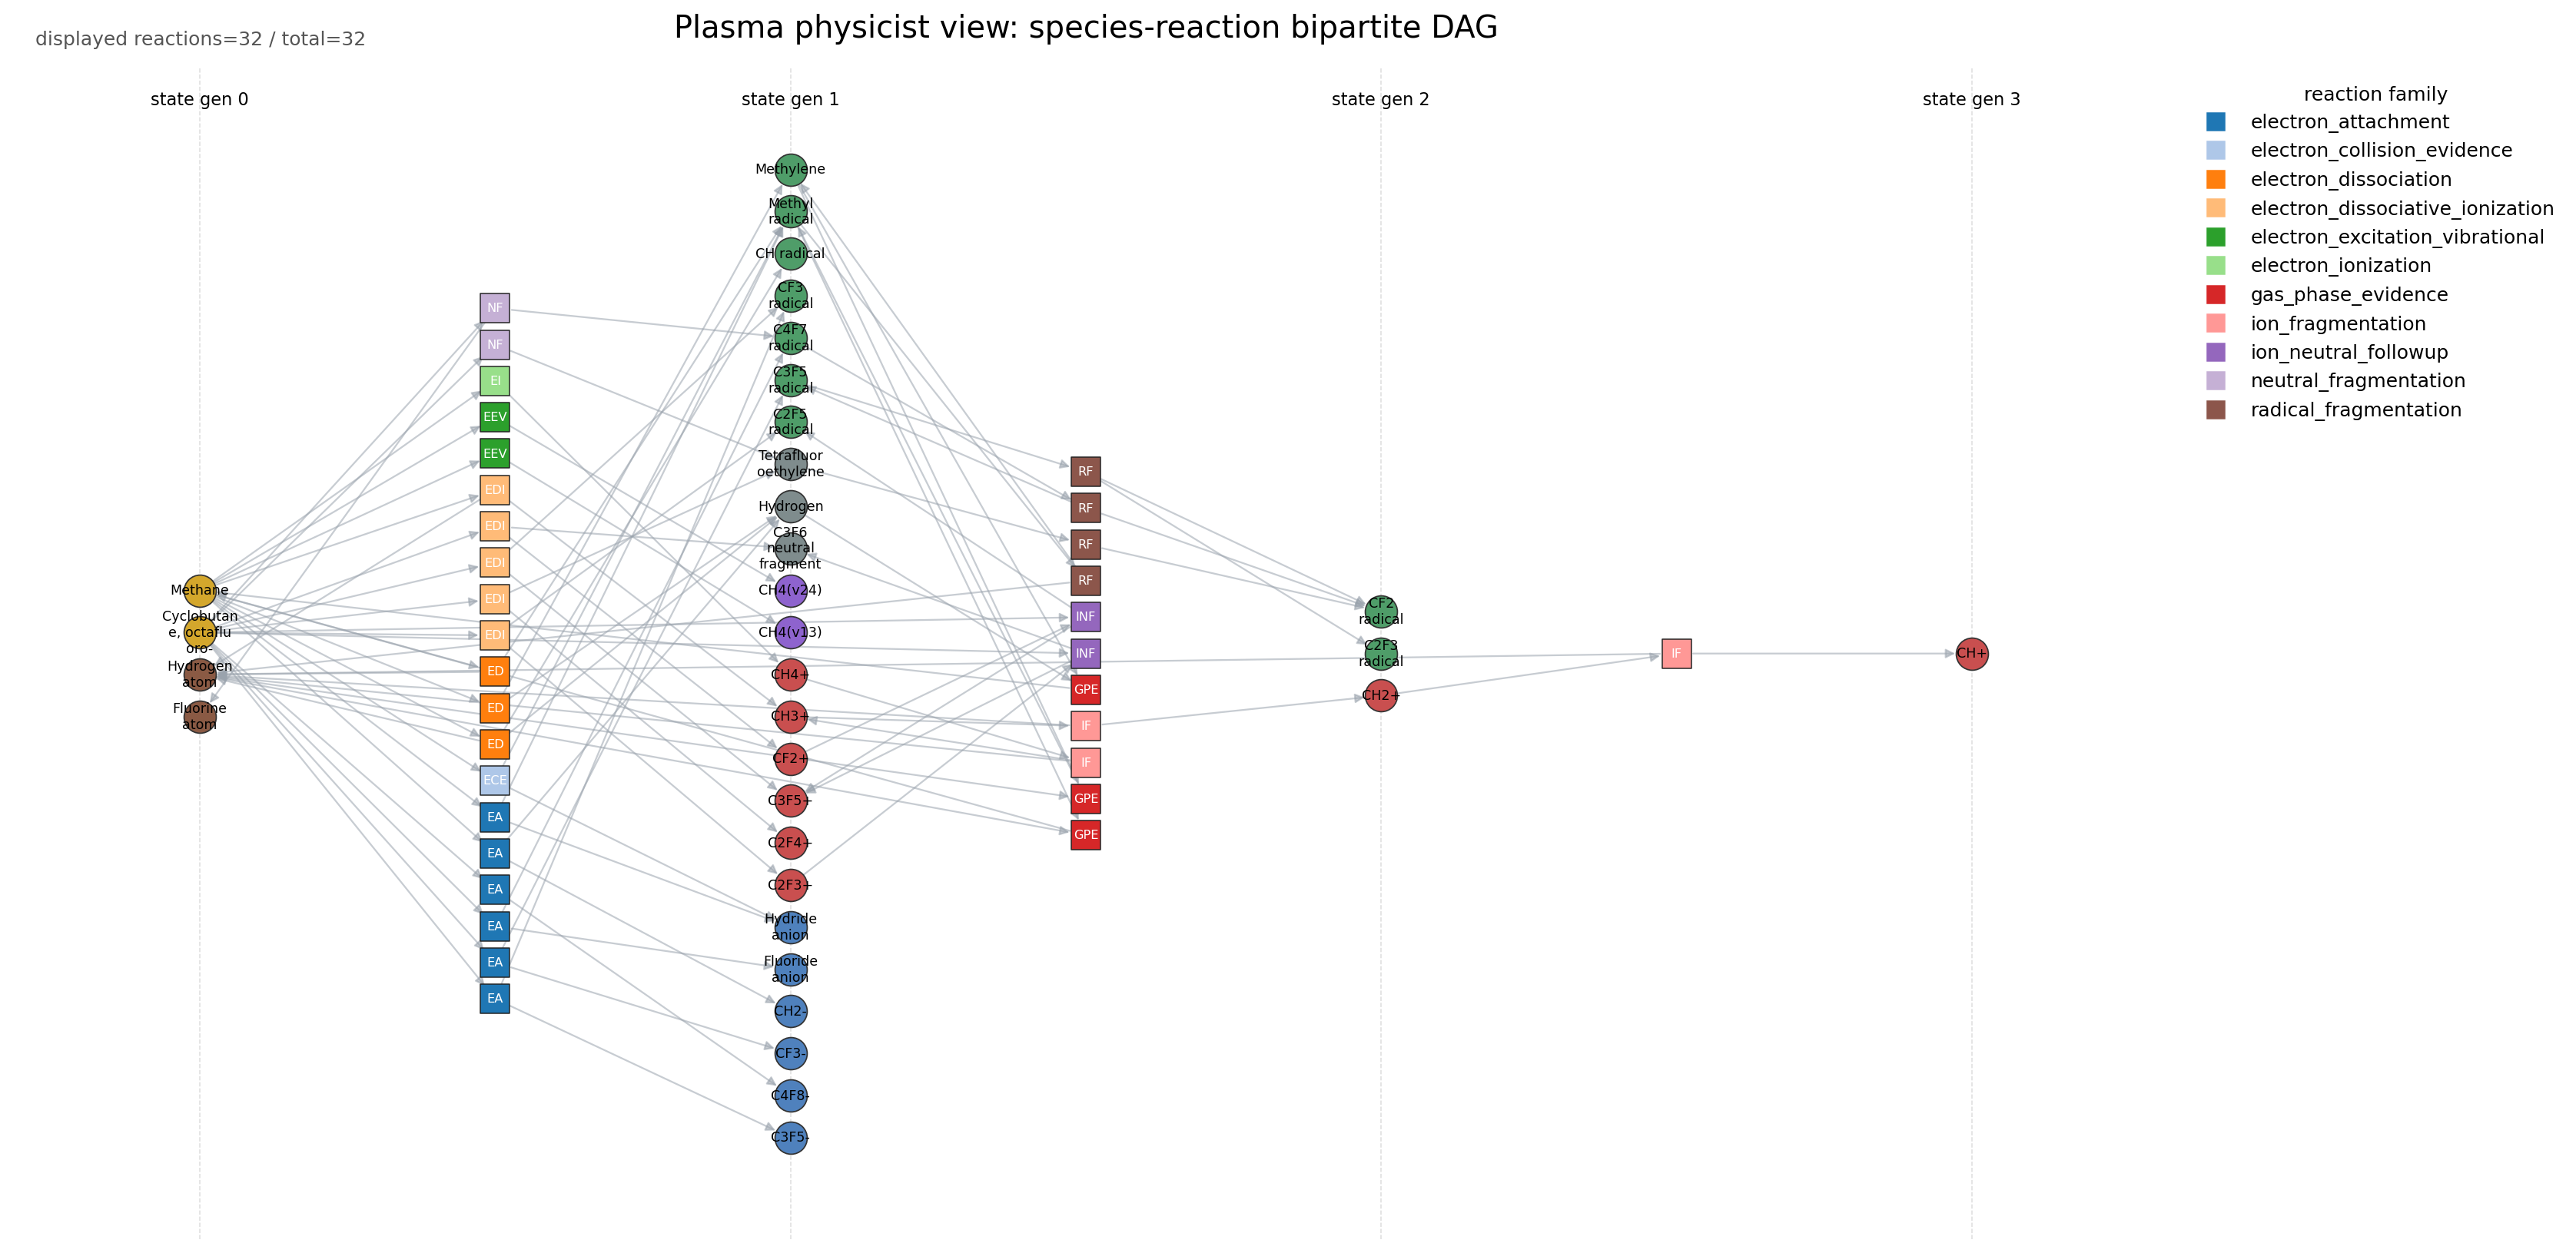 Plasma physicist view: species-reaction bipartite DAG
displayed reactions=32 / total=32
state gen 0
state gen 1
state gen 2
state gen 3
Methane
Cyclobutan
e, octaflu
oro-
Hydrogen
atom
Fluorine
atom
NF
NF
EI
EEV
EEV
EDI
EDI
EDI
EDI
EDI
ED
ED
ED
ECE
EA
EA
EA
EA
EA
EA
Methylene
Methyl
radical
CH radical
CF3
radical
C4F7
radical
C3F5
radical
C2F5
radical
Tetrafluor
oethylene
Hydrogen
C3F6
neutral
fragment
CH4(v24)
CH4(v13)
CH4+
CH3+
CF2+
C3F5+
C2F4+
C2F3+
Hydride
anion
Fluoride
anion
CH2-
CF3-
C4F8-
C3F5-
RF
RF
RF
RF
INF
INF
GPE
IF
IF
GPE
GPE
CF2
radical
C2F3
radical
CH2+
IF
CH+
reaction family
electron_attachment
electron_collision_evidence
electron_dissociation
electron_dissociative_ionization
electron_excitation_vibrational
electron_ionization
gas_phase_evidence
ion_fragmentation
ion_neutral_followup
neutral_fragmentation
radical_fragmentation